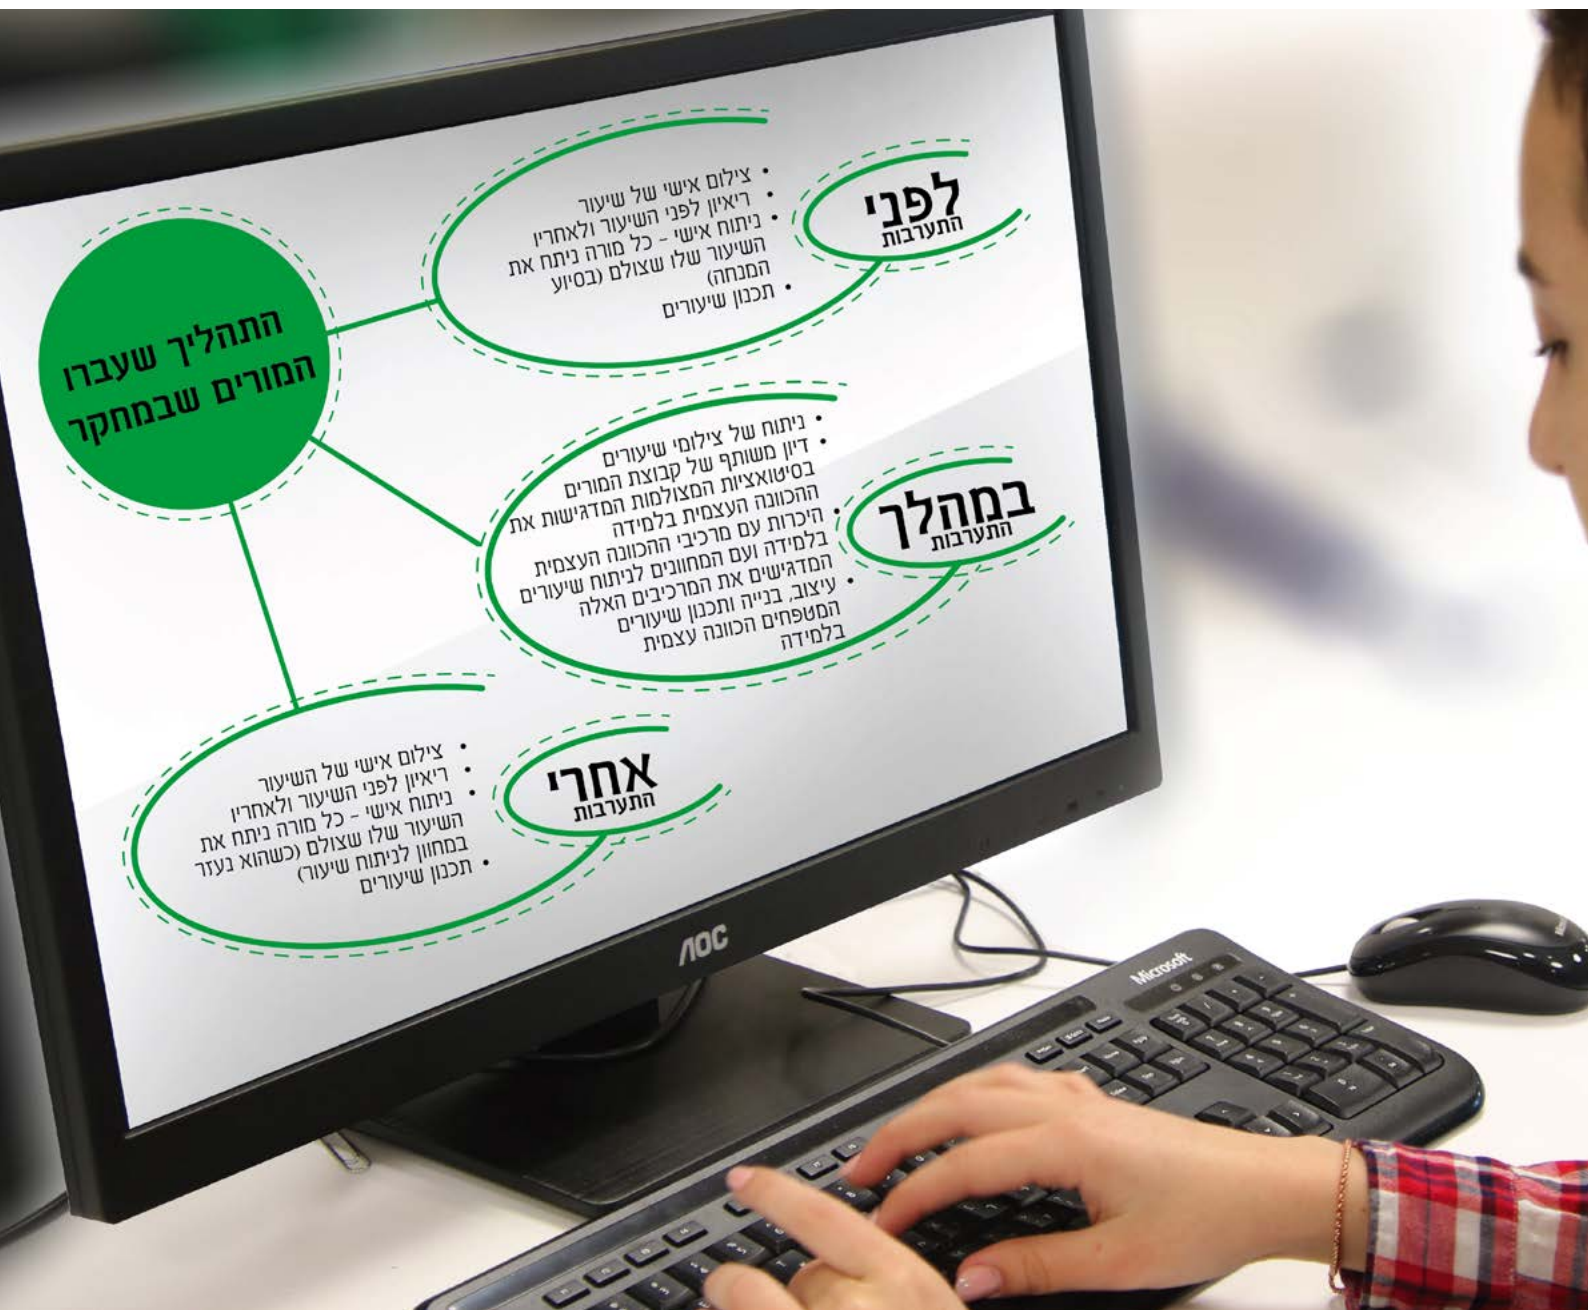 התהליך שעברו
המורים שבמחקר
לפני
התערבות
• צילום אישי של שיעור
• ריאיון לפני השיעור ולאחריו
• ניתוח אישי - כל מורה ניתח את
השיעור שלו שצולם (בסיוע
המנחה)
• תכנון שיעורים
במהלך
התערבות
• ניתוח של צילומי שיעורים
• דיון משותף של קבוצת המורים
בסיטואציות המצולמות המדגישות את
ההכוונה העצמית בלמידה
• היכרות עם מרכיבי ההכוונה העצמית
בלמידה ועם המחוונים לניתוח שיעורים
המדגישים את המרכיבים האלה
• עיצוב, בנייה ותכנון שיעורים
המטפחים הכוונה עצמית
בלמידה
אחרי
התערבות
• צילום אישי של השיעור
• ריאיון לפני השיעור ולאחריו
• ניתוח אישי - כל מורה ניתח את
השיעור שלו שצולם (כשהוא נעזר
במחוון לניתוח שיעור)
• תכנון שיעורים
AOC
Microsoft